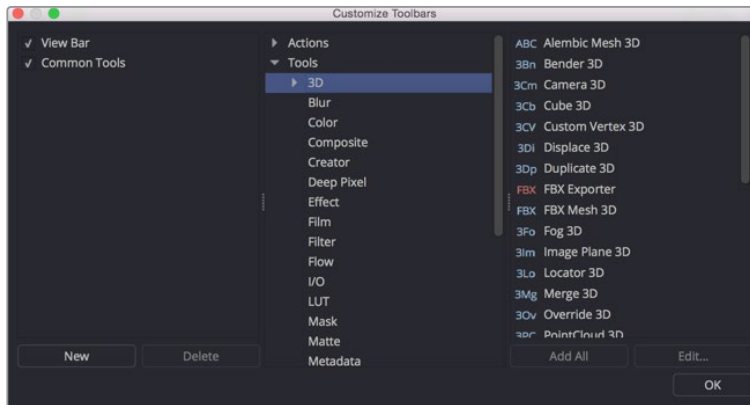 Customize Toolbars
View Bar
Common Tools
New
Delete
Actions
Tools
3D
Blur
Color
Composite
Creator
Deep Pixel
Effect
Film
Filter
Flow
I/O
LUT
Mask
Matte
Metadata
ABC Alembic Mesh 3D
3Bn Bender 3D
3Cm Camera 3D
3Cb Cube 3D
3CV Custom Vertex 3D
3Di Displace 3D
3Dp Duplicate 3D
FBX FBX Exporter
FBX FBX Mesh 3D
3Fo Fog 3D
3Im Image Plane 3D
3Lo Locator 3D
3Mg Merge 3D
3Ov Override 3D
3PC PointCloud 3D
Add All
Edit...
OK